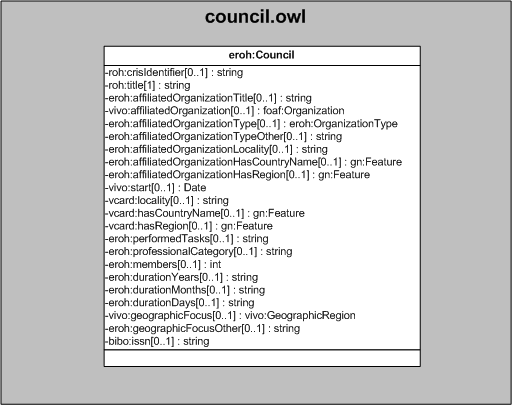 council.owl
eroh:Council
-roh:crisIdentifier[0..1] : string
-roh:title[1] : string
-eroh:affiliatedOrganizationTitle[0..1] : string
-vivo:affiliatedOrganization[0..1] : foaf:Organization
-eroh:affiliatedOrganizationType[0..1] : eroh:OrganizationType
-eroh:affiliatedOrganizationTypeOther[0..1] : string
-eroh:affiliatedOrganizationLocality[0..1] : string
-eroh:affiliatedOrganizationHasCountryName[0..1] : gn:Feature
-eroh:affiliatedOrganizationHasRegion[0..1] : gn:Feature
-vivo:start[0..1] : Date
-vcard:locality[0..1] : string
-vcard:hasCountryName[0..1] : gn:Feature
-vcard:hasRegion[0..1] : gn:Feature
-eroh:performedTasks[0..1] : string
-eroh:professionalCategory[0..1] : string
-eroh:members[0..1] : int
-eroh:durationYears[0..1] : string
-eroh:durationMonths[0..1] : string
-eroh:durationDays[0..1] : string
-vivo:geographicFocus[0..1] : vivo:GeographicRegion
-eroh:geographicFocusOther[0..1] : string
-bibo:issn[0..1] : string